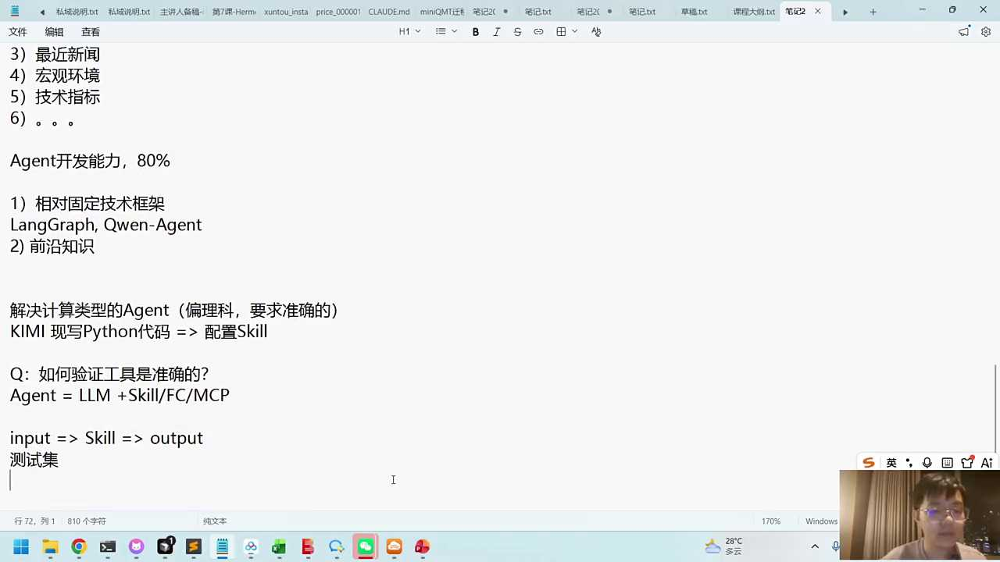 私域说明.txt 私域说明.txt 主讲人备稿- 第7课-Herm xuntou_insta price_000001 CLAUDE.md miniQMT迁移 笔记20 笔记.txt 笔记20 笔记.txt 草稿.txt 课程大纲.txt 笔记2
文件 编辑 查看 H1 B I S
3）最近新闻
4）宏观环境
5）技术指标
6）。。。
Agent开发能力，80%
1）相对固定技术框架
LangGraph, Qwen-Agent
2) 前沿知识
解决计算类型的Agent（偏理科，要求准确的）
KIMI 现写Python代码 => 配置Skill
Q：如何验证工具是准确的？
Agent = LLM +Skill/FC/MCP
input => Skill => output
测试集
英
行 72，列 1 810 个字符 纯文本 170% Windows
28°C
多云